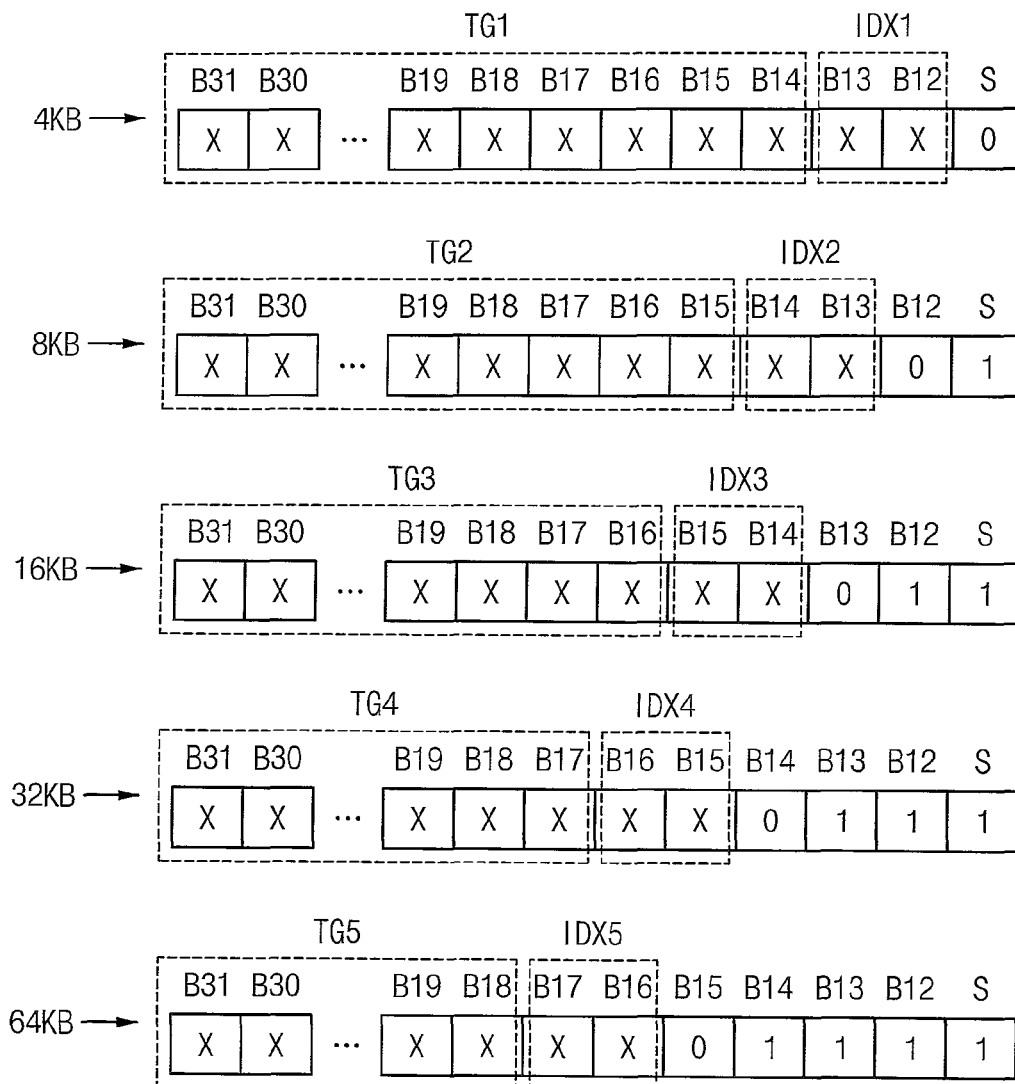 TG1 IDX1
B31 B30 B19 B18 B17 B16 B15 B14 B13 B12 S
4KB X X ... X X X X X X X X 0
TG2 IDX2
B31 B30 B19 B18 B17 B16 B15 B14 B13 B12 S
8KB X X ... X X X X X X X 0 1
TG3 IDX3
B31 B30 B19 B18 B17 B16 B15 B14 B13 B12 S
16KB X X ... X X X X X X 0 1 1
TG4 IDX4
B31 B30 B19 B18 B17 B16 B15 B14 B13 B12 S
32KB X X ... X X X X X 0 1 1 1
TG5 IDX5
B31 B30 B19 B18 B17 B16 B15 B14 B13 B12 S
64KB X X ... X X X X 0 1 1 1 1